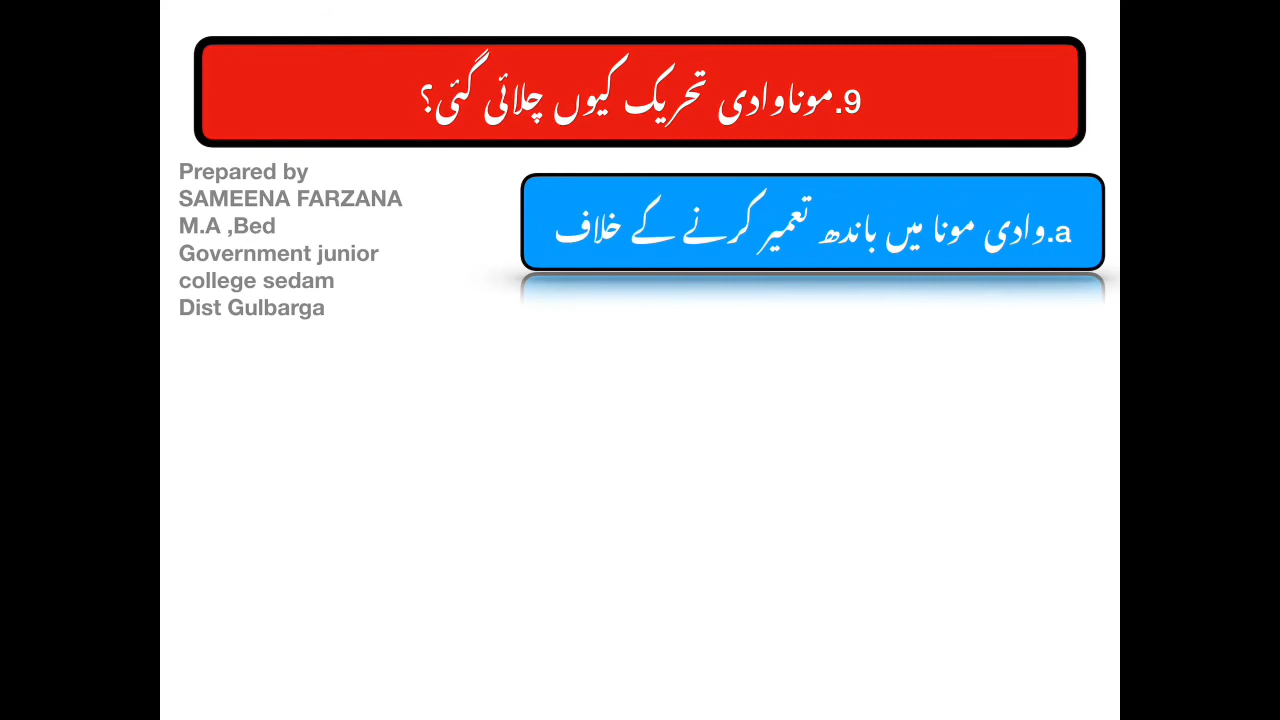 9.موناوادی تحریک کیوں چلائی گئی؟
Prepared by
SAMEENA FARZANA
M.A ,Bed
Government junior
college sedam
Dist Gulbarga
a.وادی مونا میں باندھ تعمیر کرنے کے خلاف